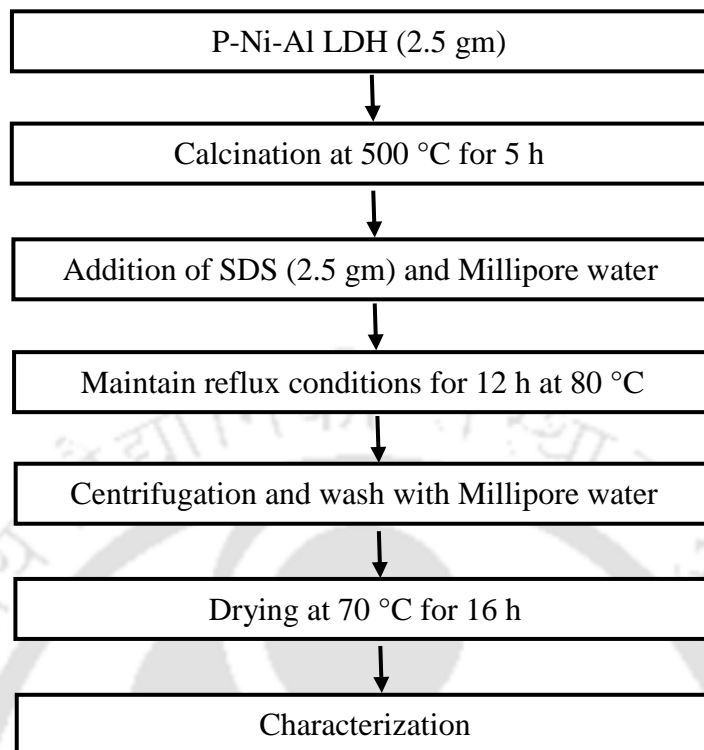 P-Ni-Al LDH (2.5 gm)
Calcination at 500 °C for 5 h
Addition of SDS (2.5 gm) and Millipore water
Maintain reflux conditions for 12 h at 80 °C
Centrifugation and wash with Millipore water
Drying at 70 °C for 16 h
Characterization